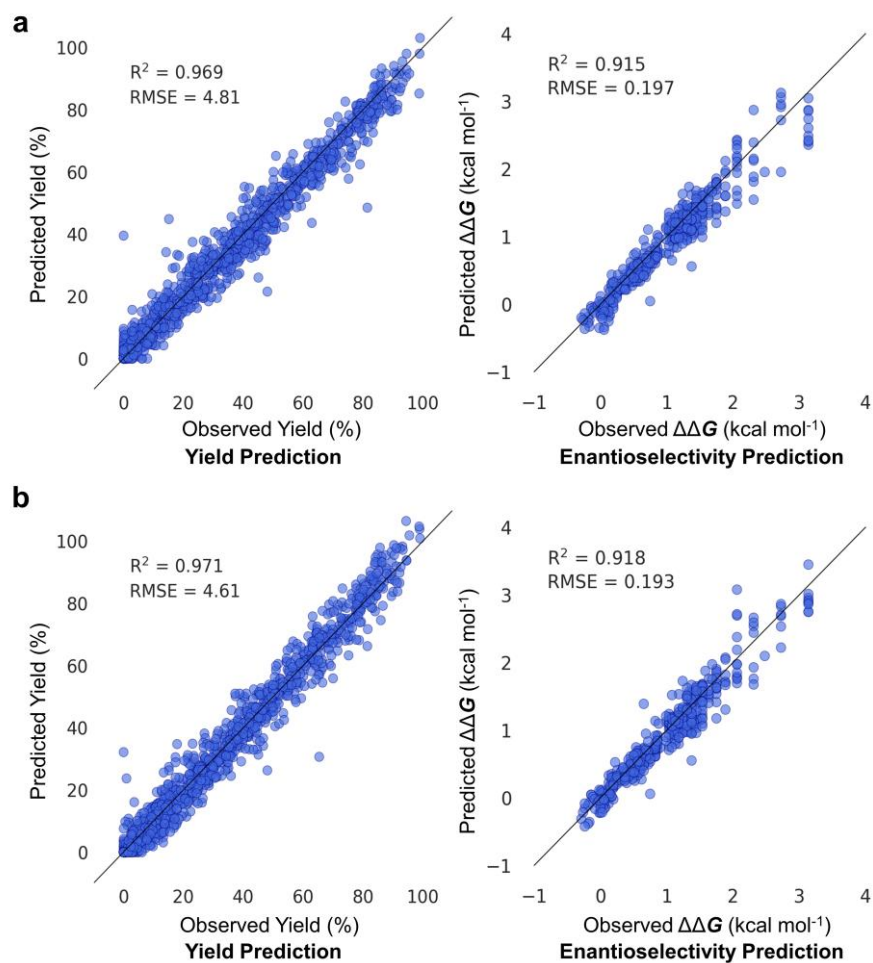 a
R² = 0.969
RMSE = 4.81
100
80
60
40
20
0
Predicted Yield (%)
0 20 40 60 80 100
Observed Yield (%)
Yield Prediction
R² = 0.915
RMSE = 0.197
4
3
2
1
0
−1
Predicted ΔΔG (kcal mol⁻¹)
−1 0 1 2 3 4
Observed ΔΔG (kcal mol⁻¹)
Enantioselectivity Prediction
b
R² = 0.971
RMSE = 4.61
100
80
60
40
20
0
Predicted Yield (%)
0 20 40 60 80 100
Observed Yield (%)
Yield Prediction
R² = 0.918
RMSE = 0.193
4
3
2
1
0
−1
Predicted ΔΔG (kcal mol⁻¹)
−1 0 1 2 3 4
Observed ΔΔG (kcal mol⁻¹)
Enantioselectivity Prediction